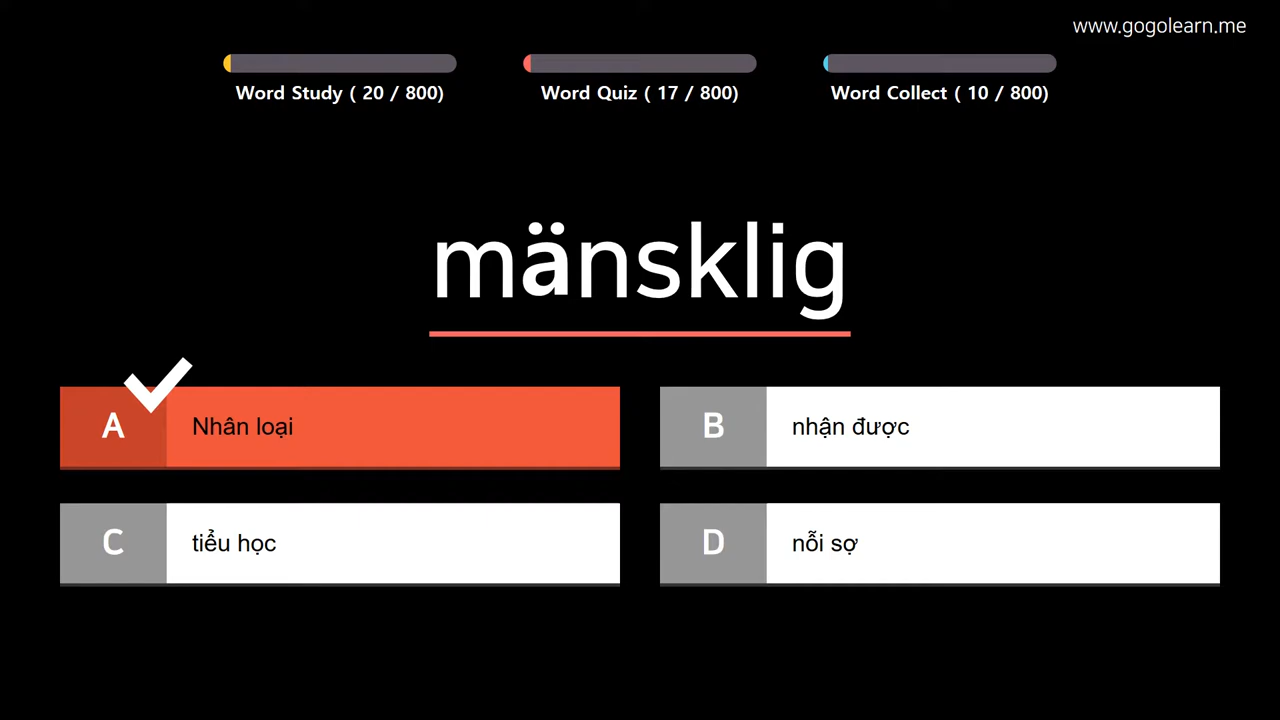 www.gogolearn.me
Word Study ( 20 / 800)
Word Quiz ( 17 / 800)
Word Collect ( 10 / 800)
mänsklig
A Nhân loại
B nhận được
C tiểu học
D nỗi sợ